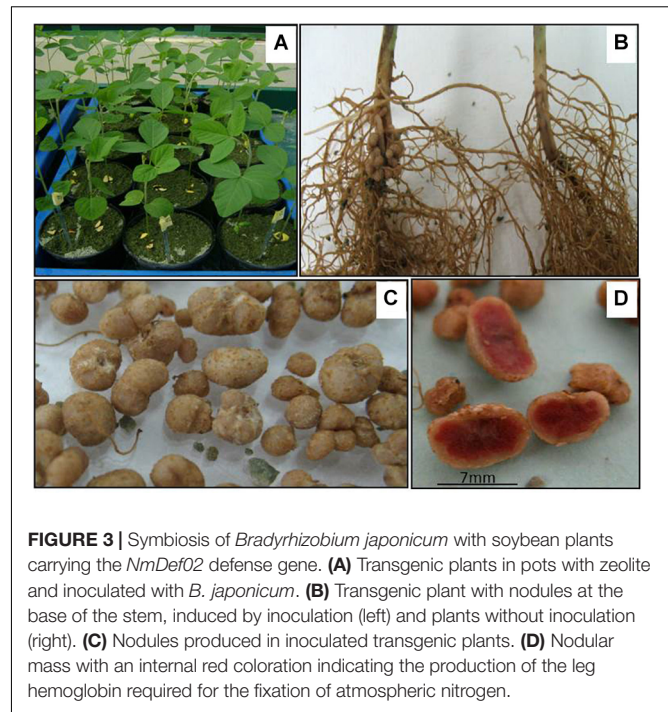 A
B
C
D
7mm
FIGURE 3 | Symbiosis of Bradyrhizobium japonicum with soybean plants
carrying the NmDef02 defense gene. (A) Transgenic plants in pots with zeolite
and inoculated with B. japonicum. (B) Transgenic plant with nodules at the
base of the stem, induced by inoculation (left) and plants without inoculation
(right). (C) Nodules produced in inoculated transgenic plants. (D) Nodular
mass with an internal red coloration indicating the production of the leg
hemoglobin required for the fixation of atmospheric nitrogen.